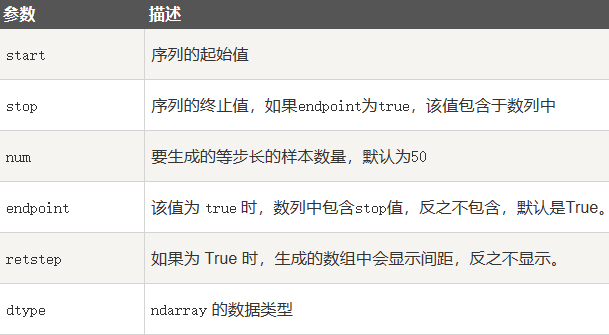 参数 描述
start 序列的起始值
stop 序列的终止值，如果endpoint为true，该值包含于数列中
num 要生成的等步长的样本数量，默认为50
endpoint 该值为 true 时，数列中包含stop值，反之不包含，默认是True。
retstep 如果为 True 时，生成的数组中会显示间距，反之不显示。
dtype ndarray 的数据类型